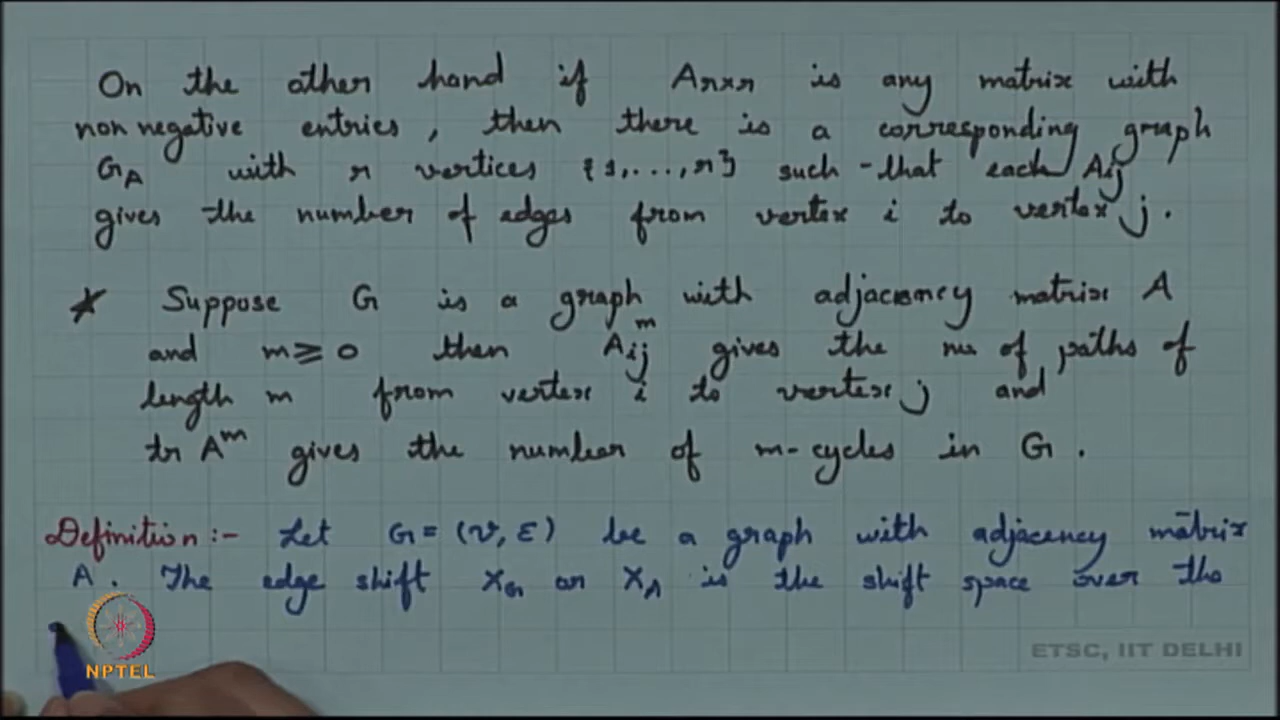 On the other hand if Arxr is any matrix with
non negative entries, then there is a corresponding graph
G_A with r vertices {1,...,r} such that each Aij
gives the number of edges from vertex i to vertex j.
* Suppose G is a graph with adjacency matrix A
and m ≥ 0 then A^m_ij gives the no of paths of
length m from vertex i to vertex j and
tr A^m gives the number of m-cycles in G.
Definition :- Let G = (V, E) be a graph with adjacency matrix
A. The edge shift X_G or X_A is the shift space over the
NPTEL
ETSC, IIT DELHI